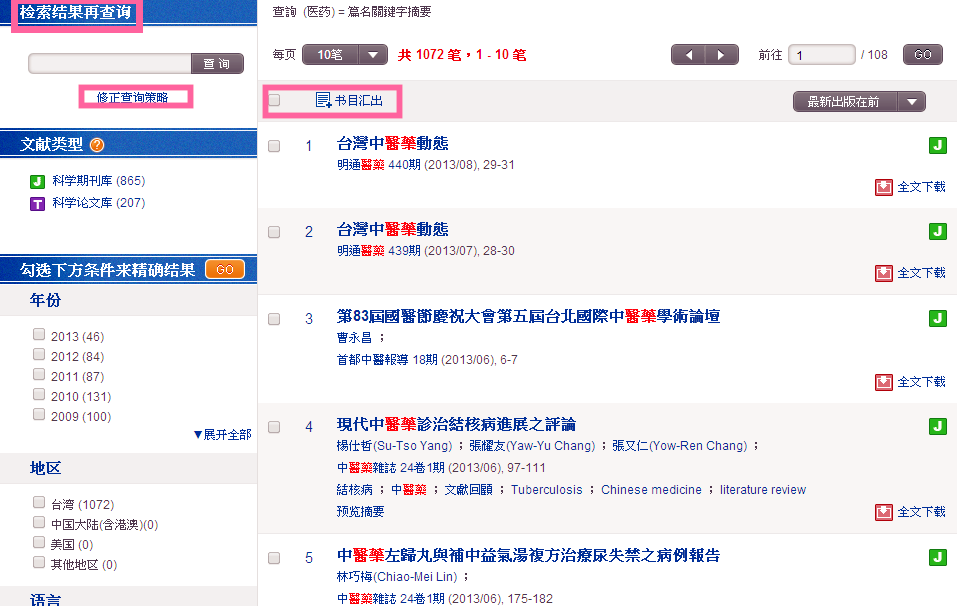 检索结果再查询
查询
修正查询策略
文献类型 ?
J 科学期刊库 (865)
T 科学论文库 (207)
勾选下方条件来精确结果 GO
年份
2013 (46)
2012 (84)
2011 (87)
2010 (131)
2009 (100)
▼展开全部
地区
台湾 (1072)
中国大陆(含港澳)(0)
美国 (0)
其他地区 (0)
语言
查询 (医药) = 篇名關鍵字摘要
每页 10笔 共 1072 笔，1 - 10 笔 前往 1 / 108 GO
书目汇出 最新出版在前
1 台灣中醫藥動態 J
明通醫藥 440期 (2013/08), 29-31
全文下载
2 台灣中醫藥動態 J
明通醫藥 439期 (2013/07), 28-30
全文下载
3 第83屆國醫節慶祝大會第五屆台北國際中醫藥學術論壇 J
曹永昌 ；
首都中醫報導 18期 (2013/06), 6-7
全文下载
4 現代中醫藥診治結核病進展之評論 J
楊仕哲(Su-Tso Yang) ； 張耀友(Yaw-Yu Chang) ； 張又仁(Yow-Ren Chang) ；
中醫藥雜誌 24卷1期 (2013/06), 97-111
結核病 ； 中醫藥 ； 文獻回顧 ； Tuberculosis ； Chinese medicine ； literature review
预览摘要
全文下载
5 中醫藥左歸丸與補中益氣湯複方治療尿失禁之病例報告 J
林巧梅(Chiao-Mei Lin) ；
中醫藥雜誌 24卷1期 (2013/06), 175-182